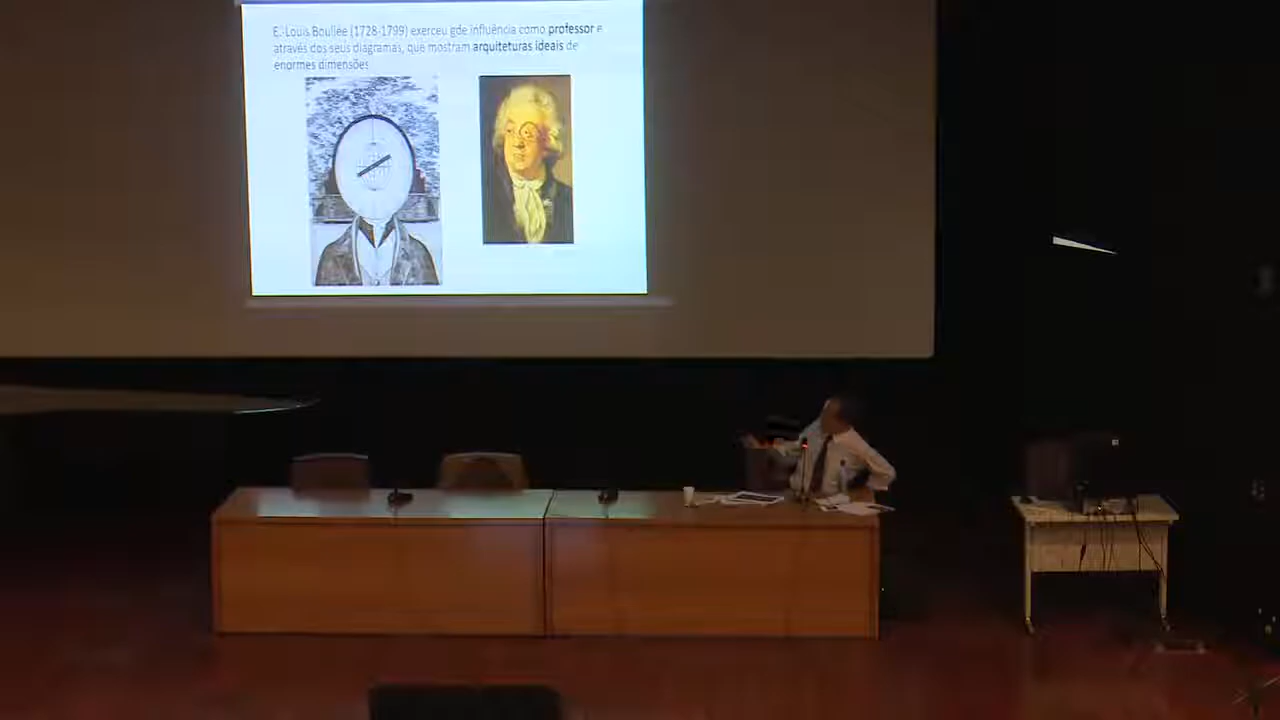 E.-Louis Boullée (1728-1799) exerceu gde influência como professor e
através dos seus diagramas, que mostram arquiteturas ideais de
enormes dimensões